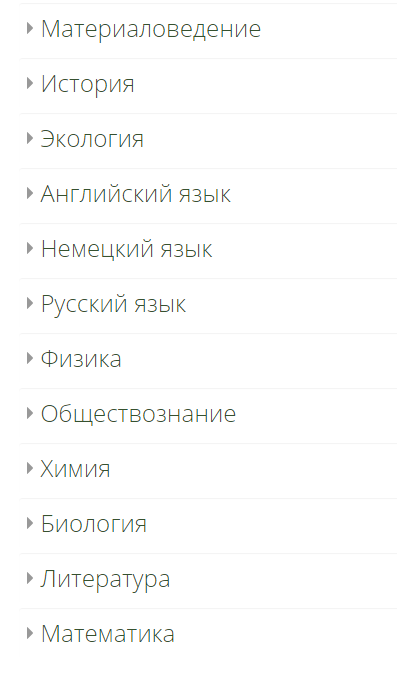 Материаловедение
История
Экология
Английский язык
Немецкий язык
Русский язык
Физика
Обществознание
Химия
Биология
Литература
Математика